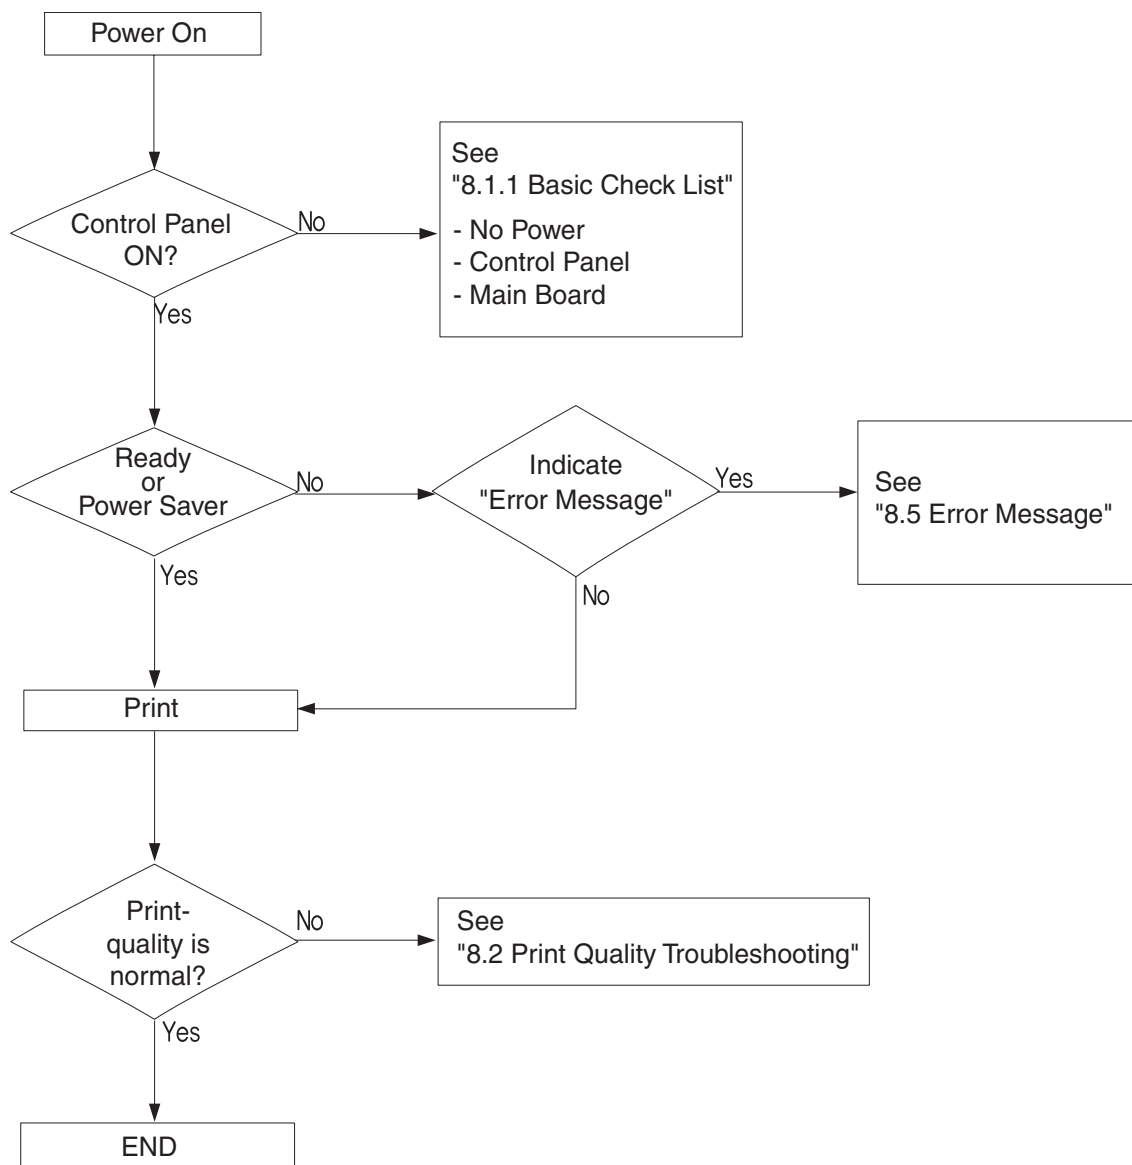 Power On
Control Panel
ON?
No
See
"8.1.1 Basic Check List"
- No Power
- Control Panel
- Main Board
Yes
Ready
or
Power Saver
No
Indicate
"Error Message"
Yes
See
"8.5 Error Message"
Yes
No
Print
Print-
quality is
normal?
No
See
"8.2 Print Quality Troubleshooting"
Yes
END